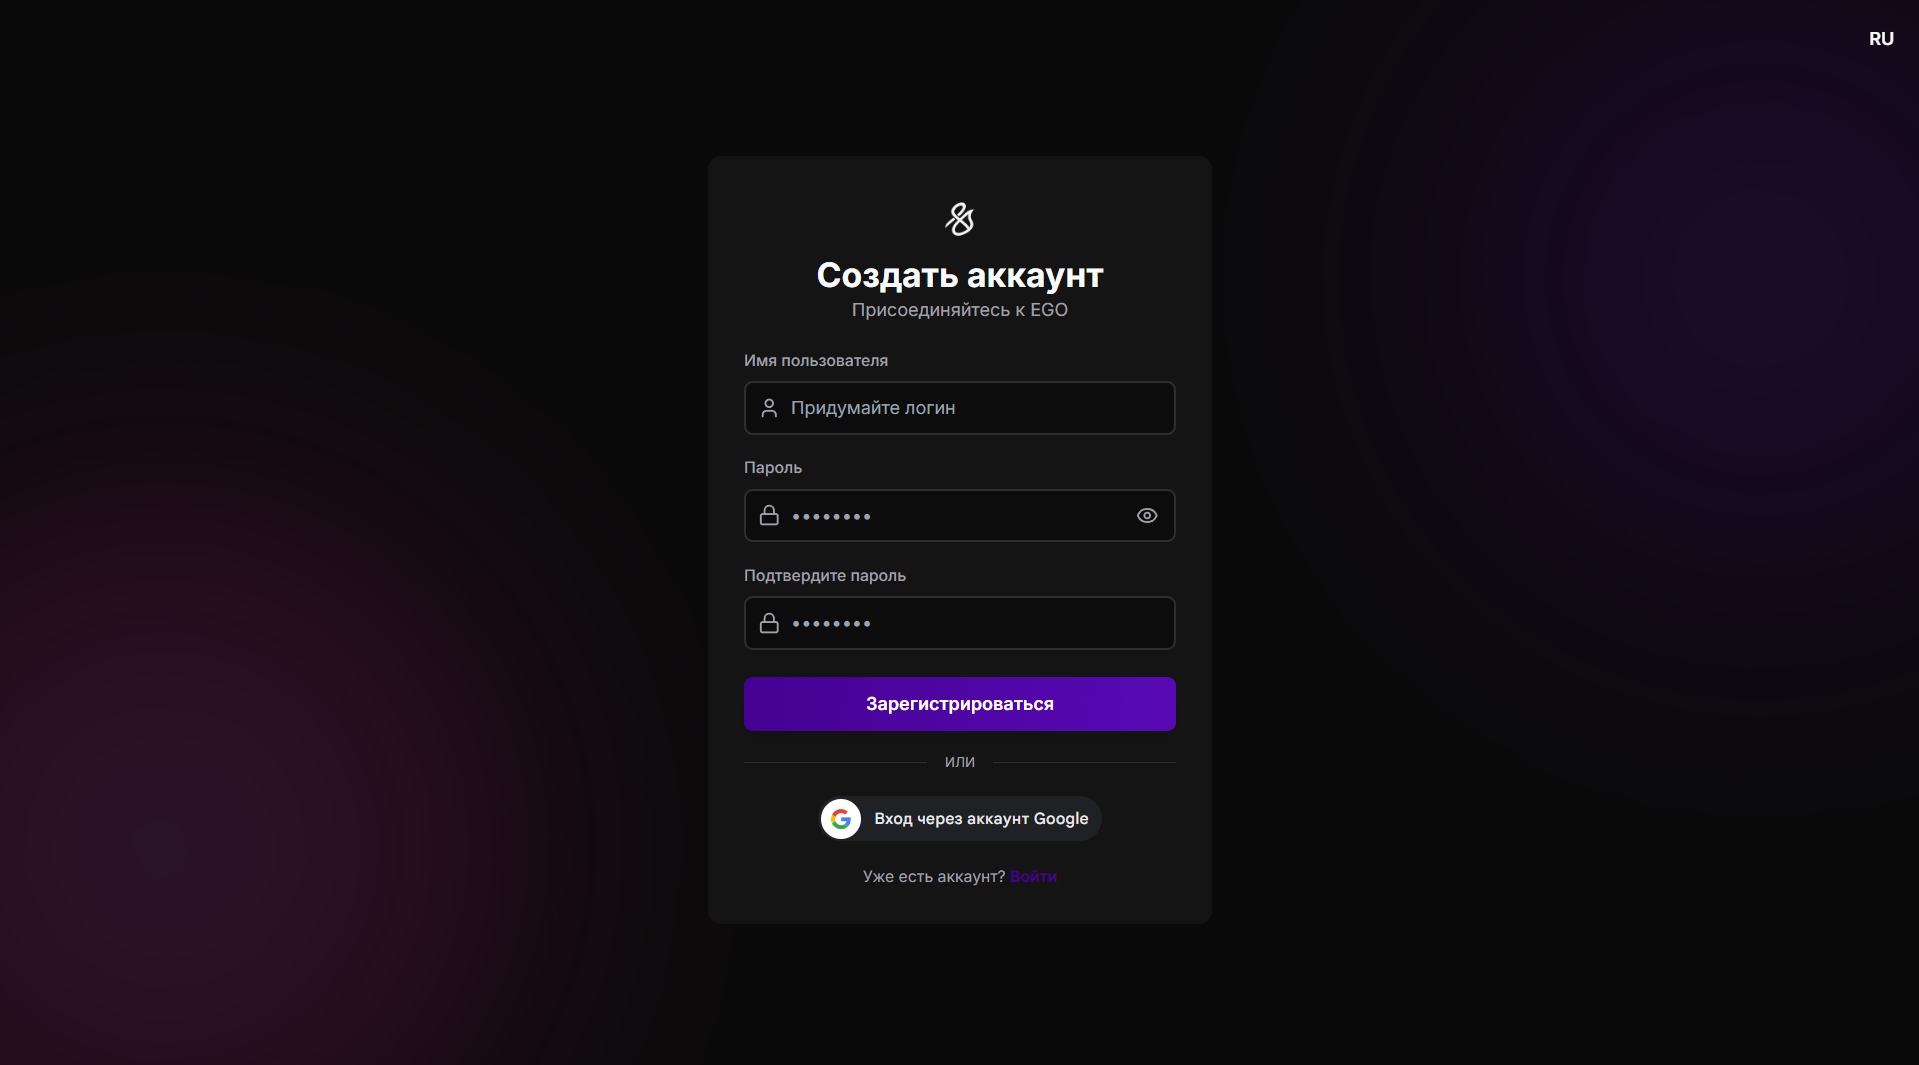 RU
Создать аккаунт
Присоединяйтесь к EGO
Имя пользователя
Придумайте логин
Пароль
••••••••
Подтвердите пароль
••••••••
Зарегистрироваться
ИЛИ
Вход через аккаунт Google
Уже есть аккаунт? Войти